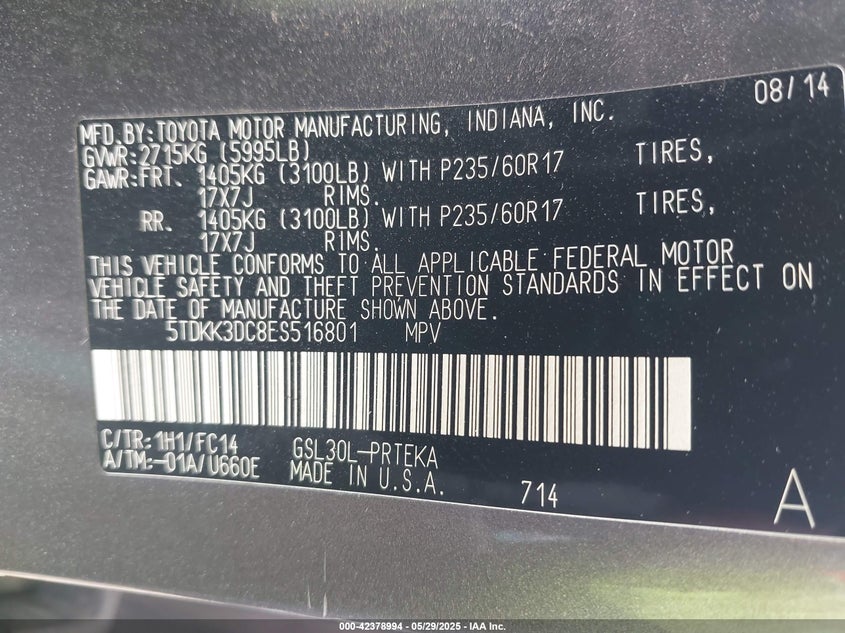 08/14
MFD.BY:TOYOTA MOTOR MANUFACTURING, INDIANA, INC.
GVWR:2715KG (5995LB)
GAWR:FRT. 1405KG (3100LB) WITH P235/60R17 TIRES,
17X7J RIMS.
RR. 1405KG (3100LB) WITH P235/60R17 TIRES,
17X7J RIMS.
THIS VEHICLE CONFORMS TO ALL APPLICABLE FEDERAL MOTOR
VEHICLE SAFETY AND THEFT PREVENTION STANDARDS IN EFFECT ON
THE DATE OF MANUFACTURE SHOWN ABOVE.
5TDKK3DC8ES516801 MPV
C/TR:1H1/FC14 GSL30L-PRTEKA
A/TM:-01A/U660E MADE IN U.S.A. 714
A
000-42378994 - 05/29/2025 - IAA Inc.